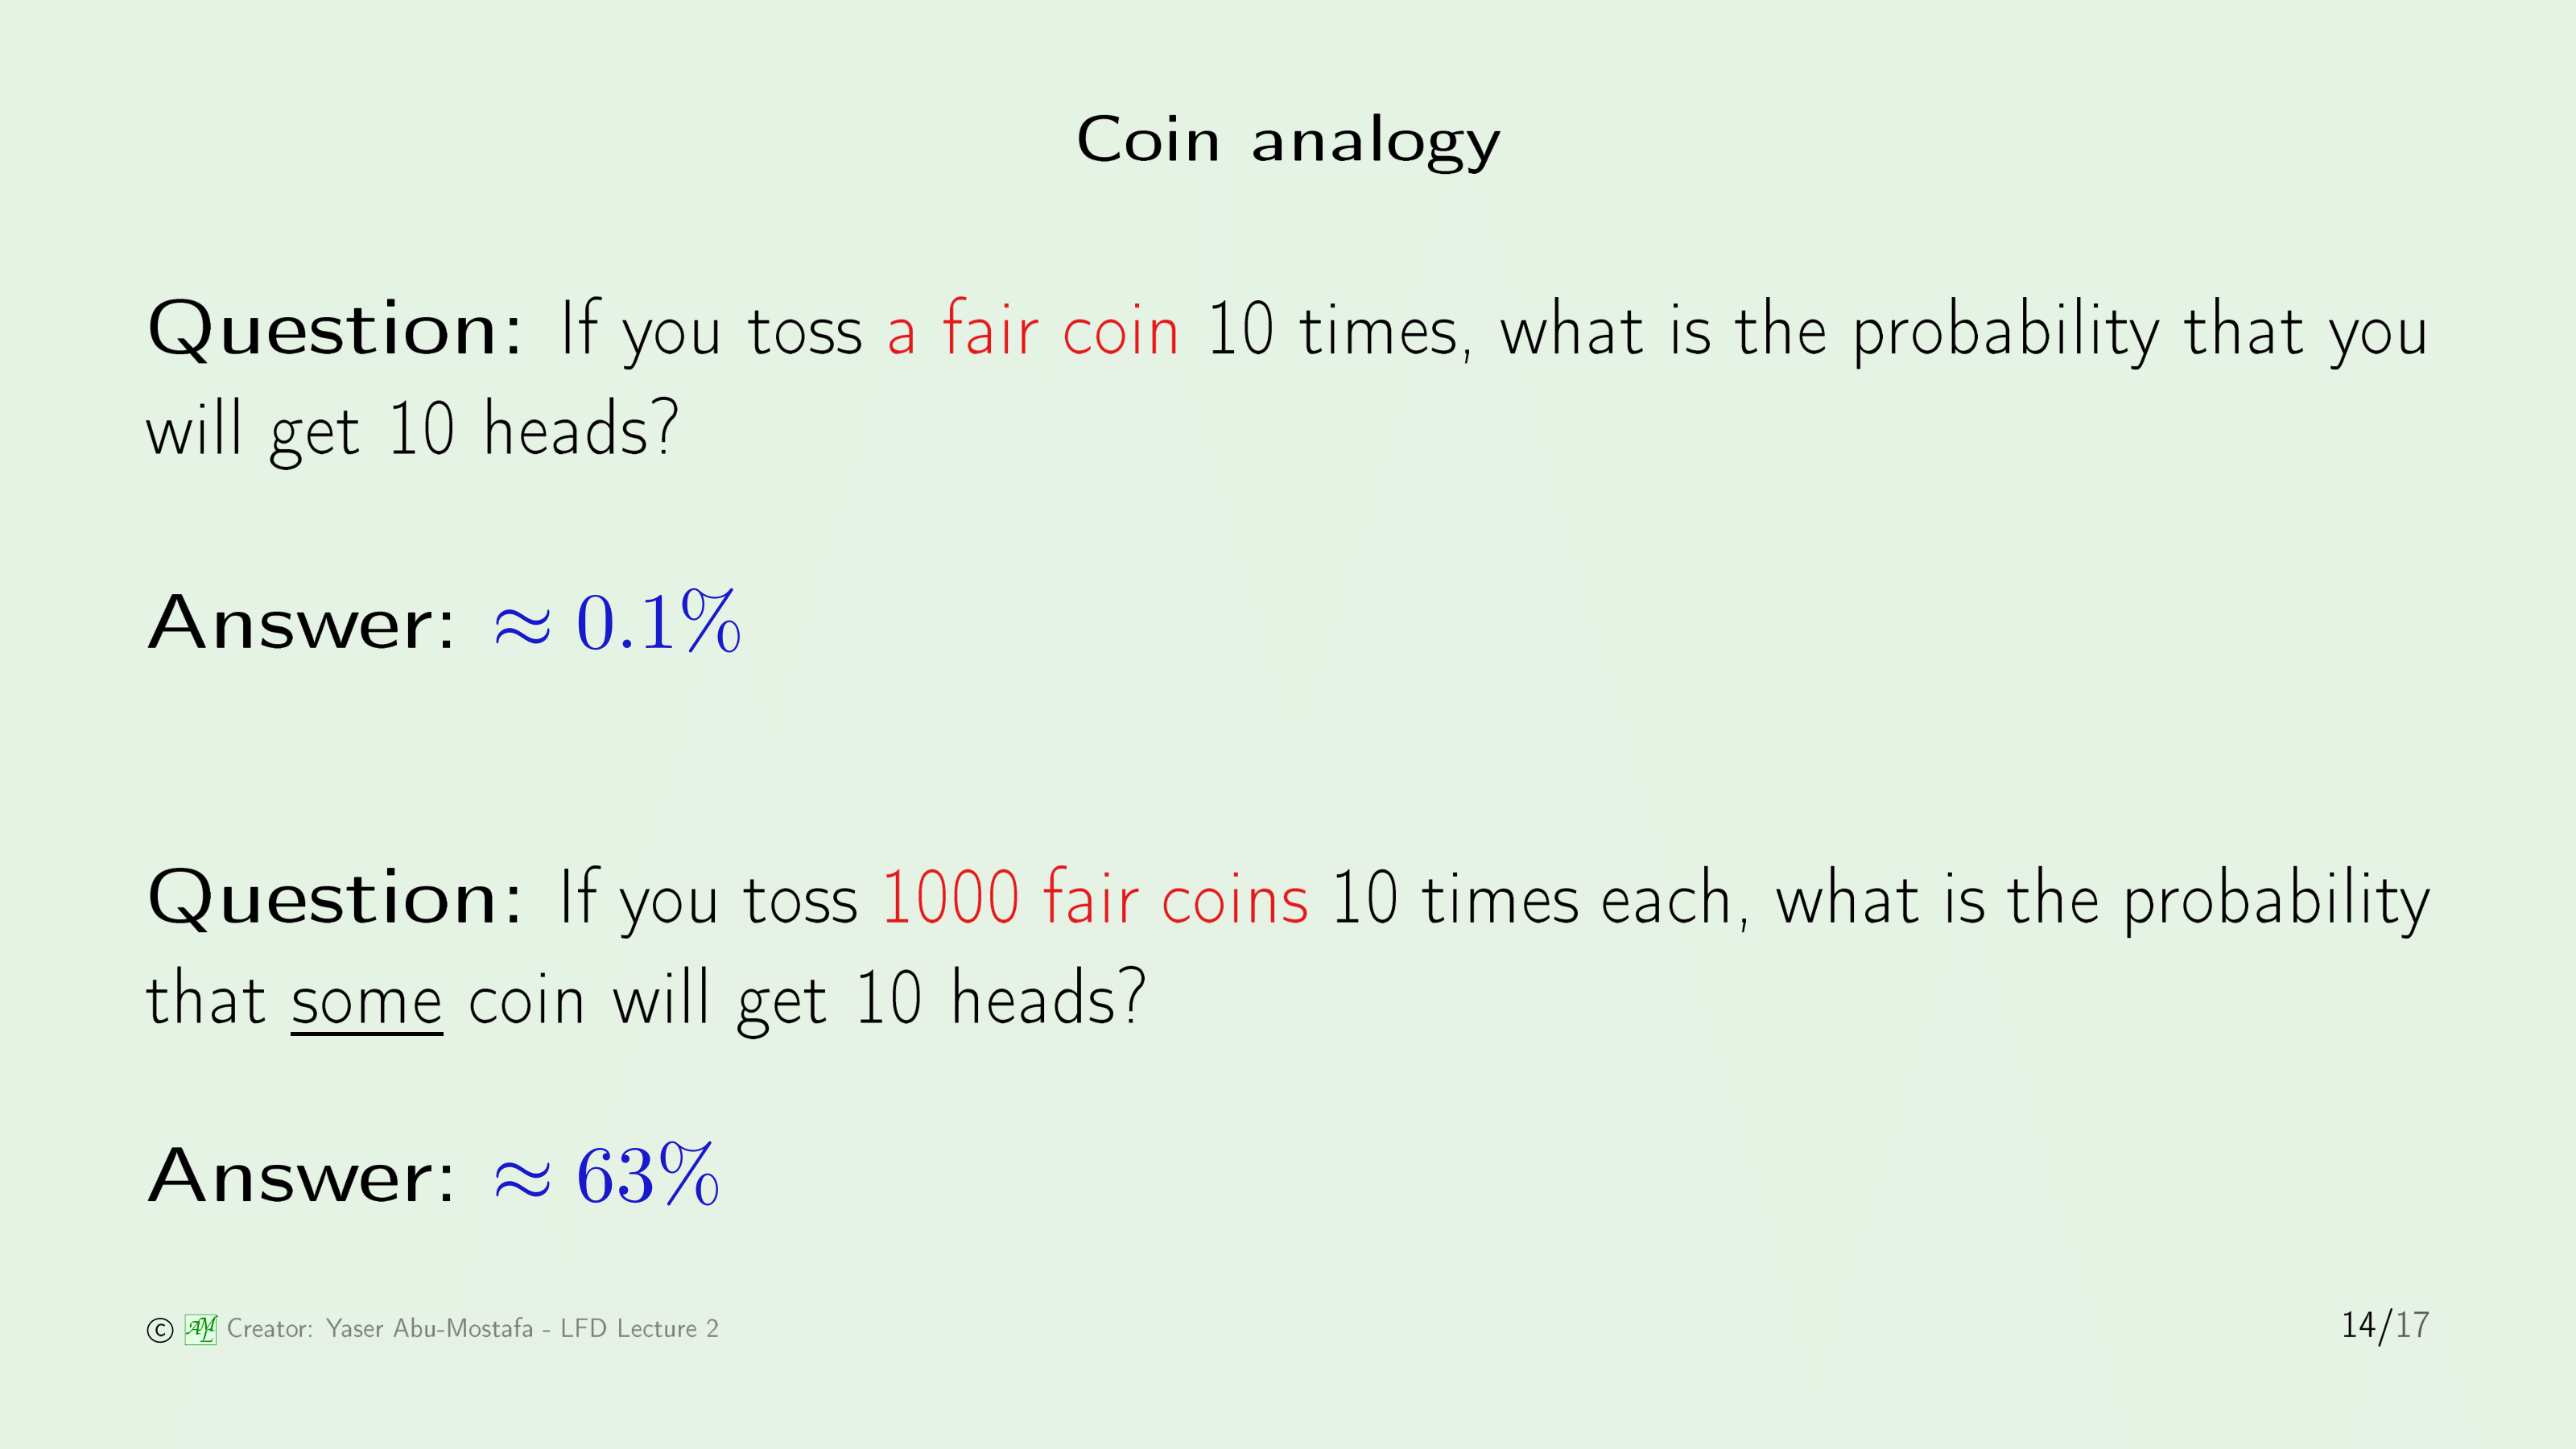 Coin analogy
Question: If you toss a fair coin 10 times, what is the probability that you
will get 10 heads?
Answer: ≈ 0.1%
Question: If you toss 1000 fair coins 10 times each, what is the probability
that some coin will get 10 heads?
Answer: ≈ 63%
© AML Creator: Yaser Abu-Mostafa - LFD Lecture 2
14/17